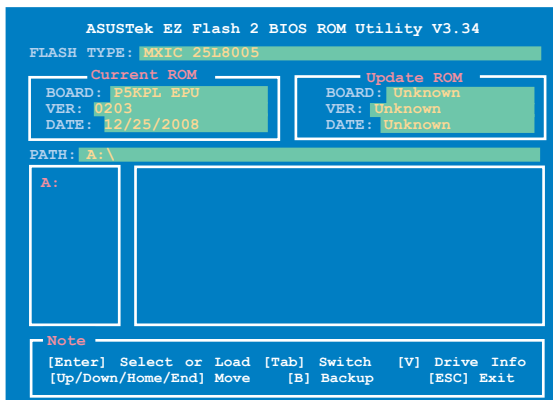 ASUSTek EZ Flash 2 BIOS ROM Utility V3.34
FLASH TYPE: MXIC 25L8005
Current ROM
BOARD: P5KPL EPU
VER: 0203
DATE: 12/25/2008
Update ROM
BOARD: Unknown
VER: Unknown
DATE: Unknown
PATH: A:\
A:
Note
[Enter] Select or Load [Tab] Switch [V] Drive Info
[Up/Down/Home/End] Move [B] Backup [ESC] Exit